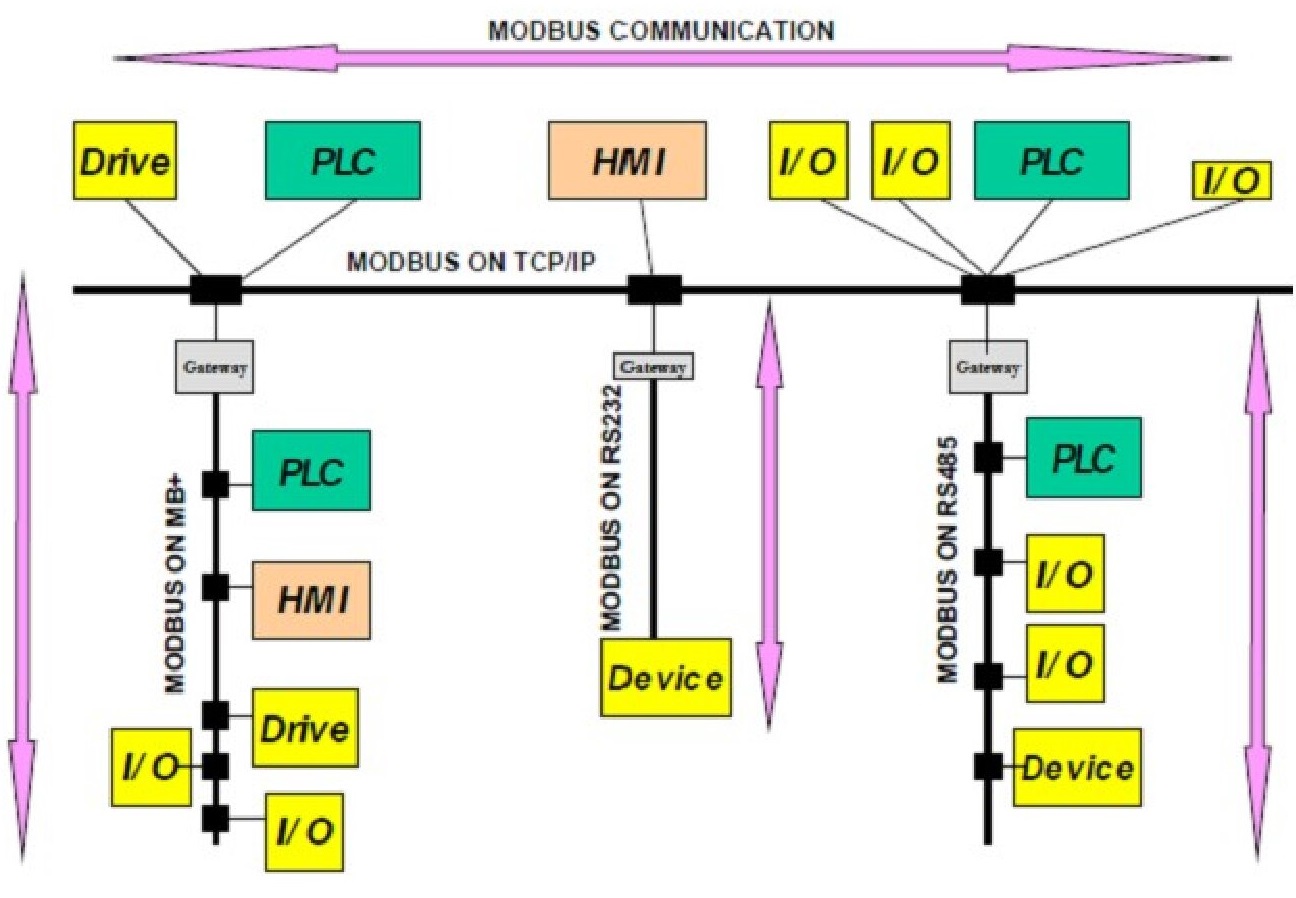 MODBUS COMMUNICATION
Drive
PLC
HMI
I/O
I/O
PLC
I/O
MODBUS ON TCP/IP
Gateway
Gateway
Gateway
MODBUS ON MB+
PLC
HMI
Drive
I/O
I/O
MODBUS ON RS232
Device
MODBUS ON RS485
PLC
I/O
I/O
Device